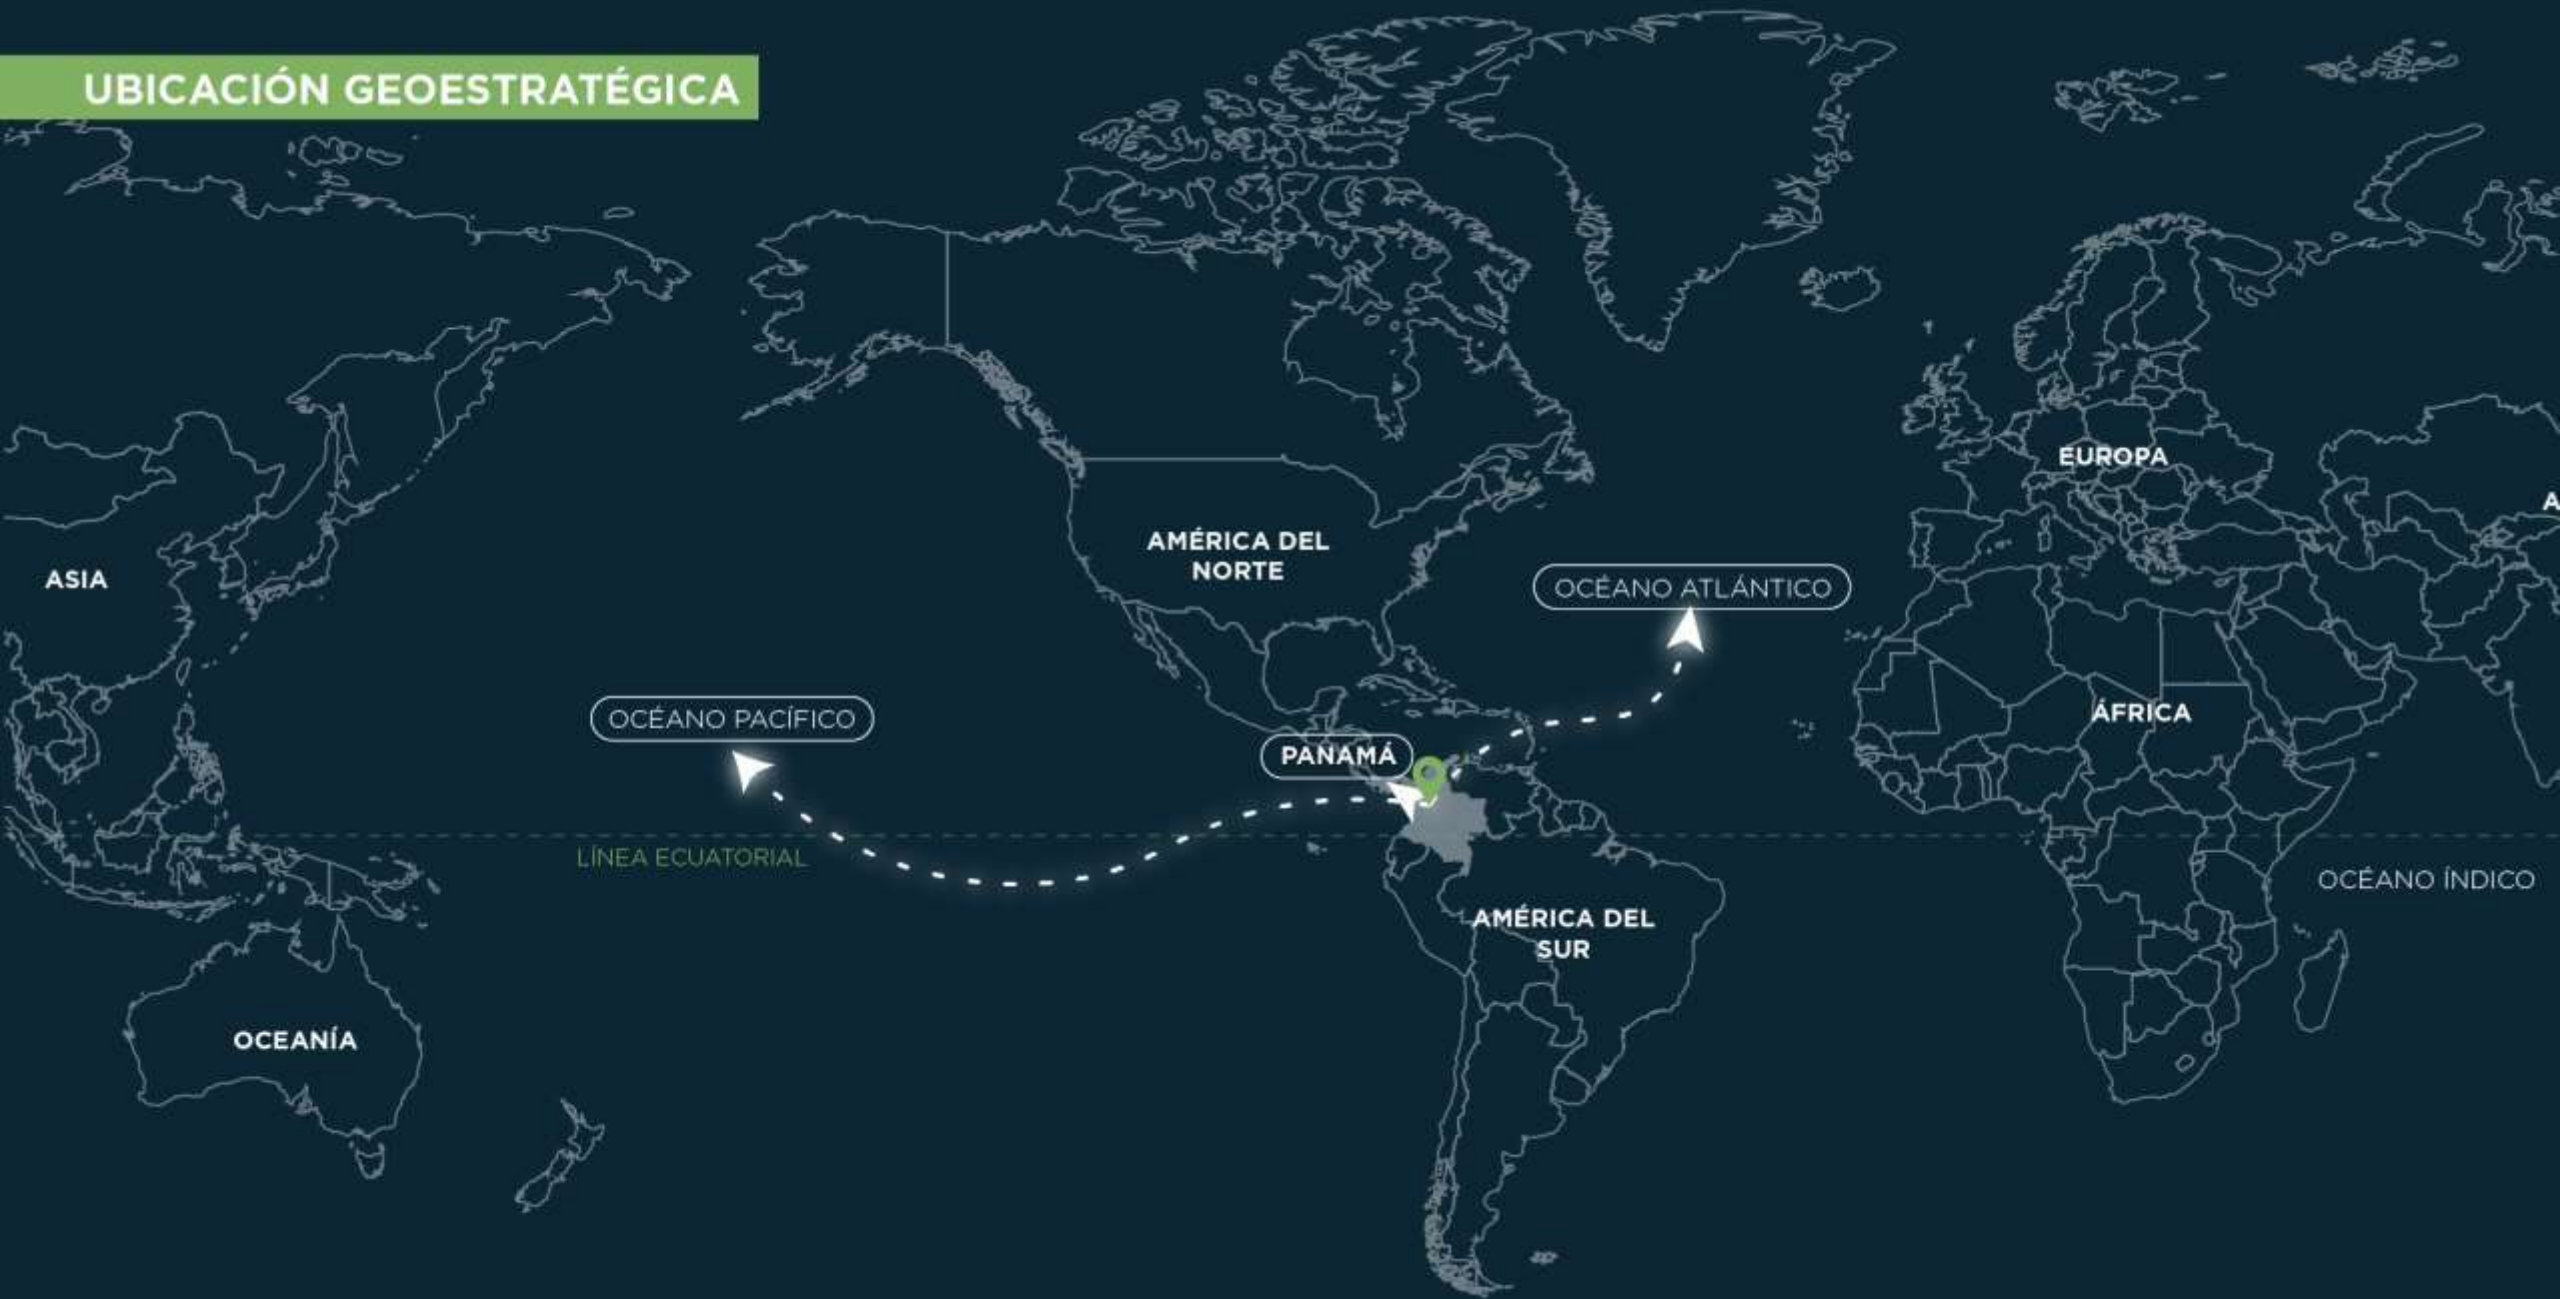 UBICACIÓN GEOESTRATÉGICA
EUROPA
A
AMÉRICA DEL
NORTE
ASIA
OCÉANO ATLÁNTICO
OCÉANO PACÍFICO
ÁFRICA
PANAMÁ
LÍNEA ECUATORIAL
OCÉANO ÍNDICO
AMÉRICA DEL
SUR
OCEANÍA